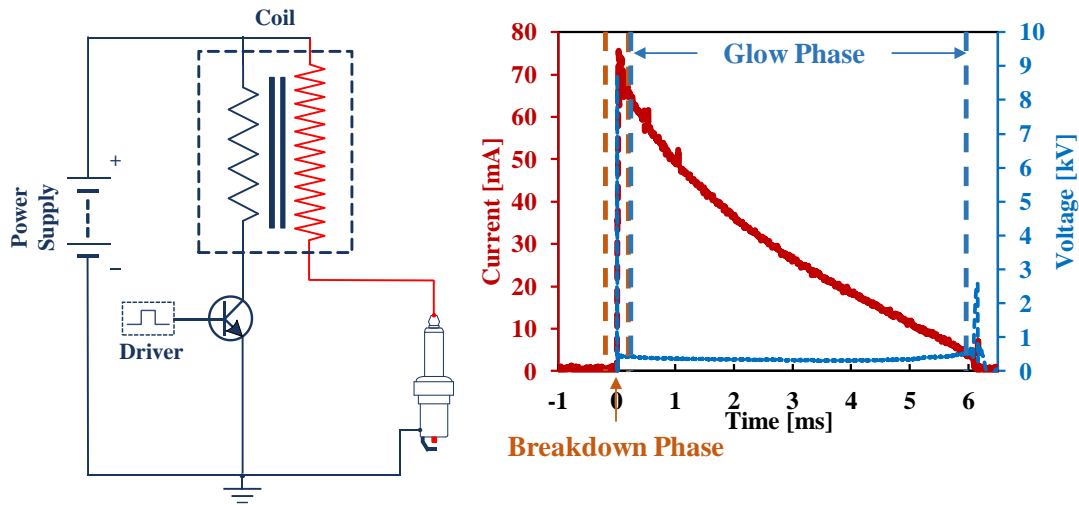 Coil
+
Power
Supply
−
Driver
Current [mA]
80
70
60
50
40
30
20
10
0
Glow Phase
10
9
8
7
6
5
4
3
2
1
0
Voltage [kV]
-1 0 1 2 3 4 5 6
Time [ms]
Breakdown Phase